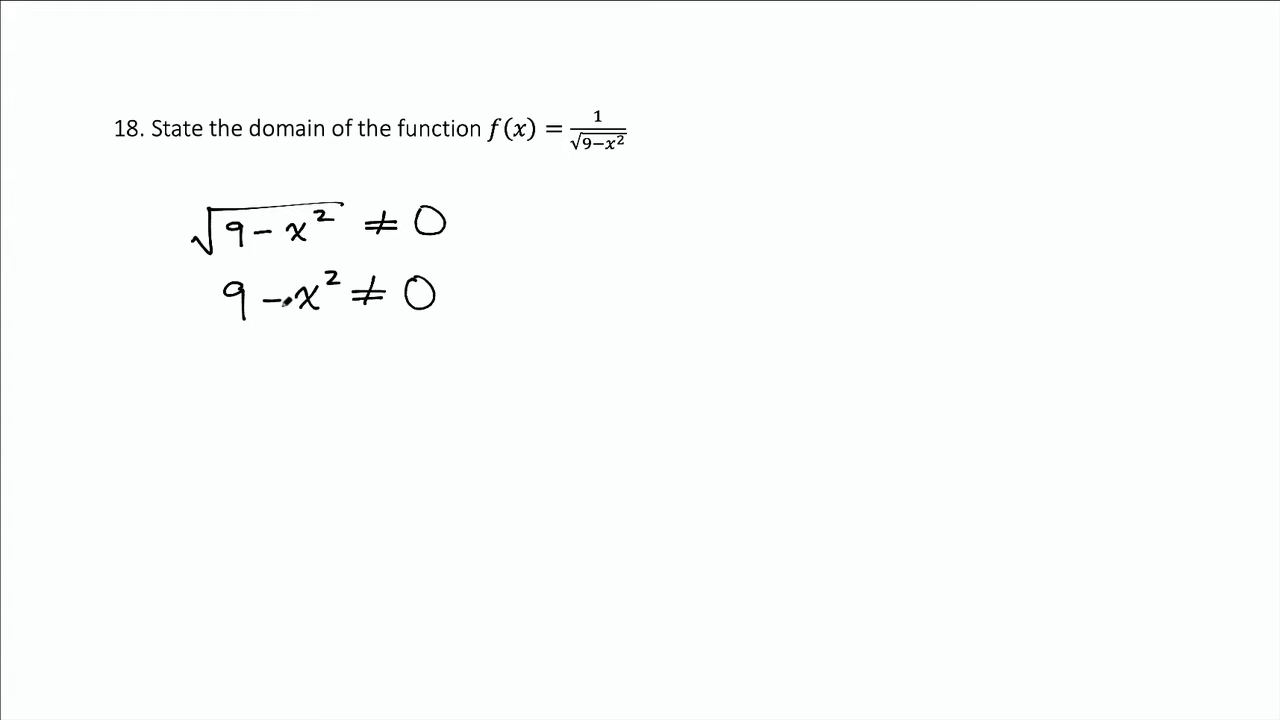 18. State the domain of the function f(x) = 1/√(9−x²)
√(9 − x²) ≠ 0
9 − x² ≠ 0